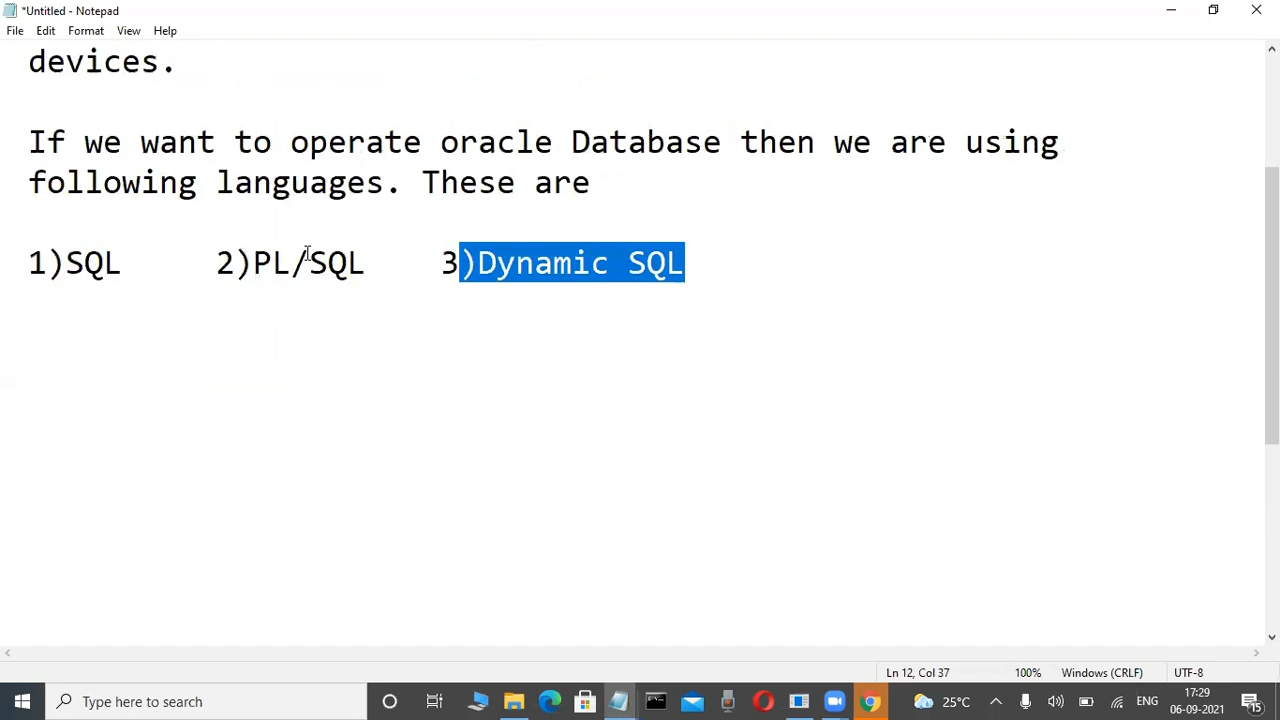 *Untitled - Notepad
File Edit Format View Help
devices.
If we want to operate oracle Database then we are using
following languages. These are
1)SQL 2)PL/SQL 3)Dynamic SQL
Ln 12, Col 37 100% Windows (CRLF) UTF-8
Type here to search
25°C ENG
17:29
06-09-2021
15